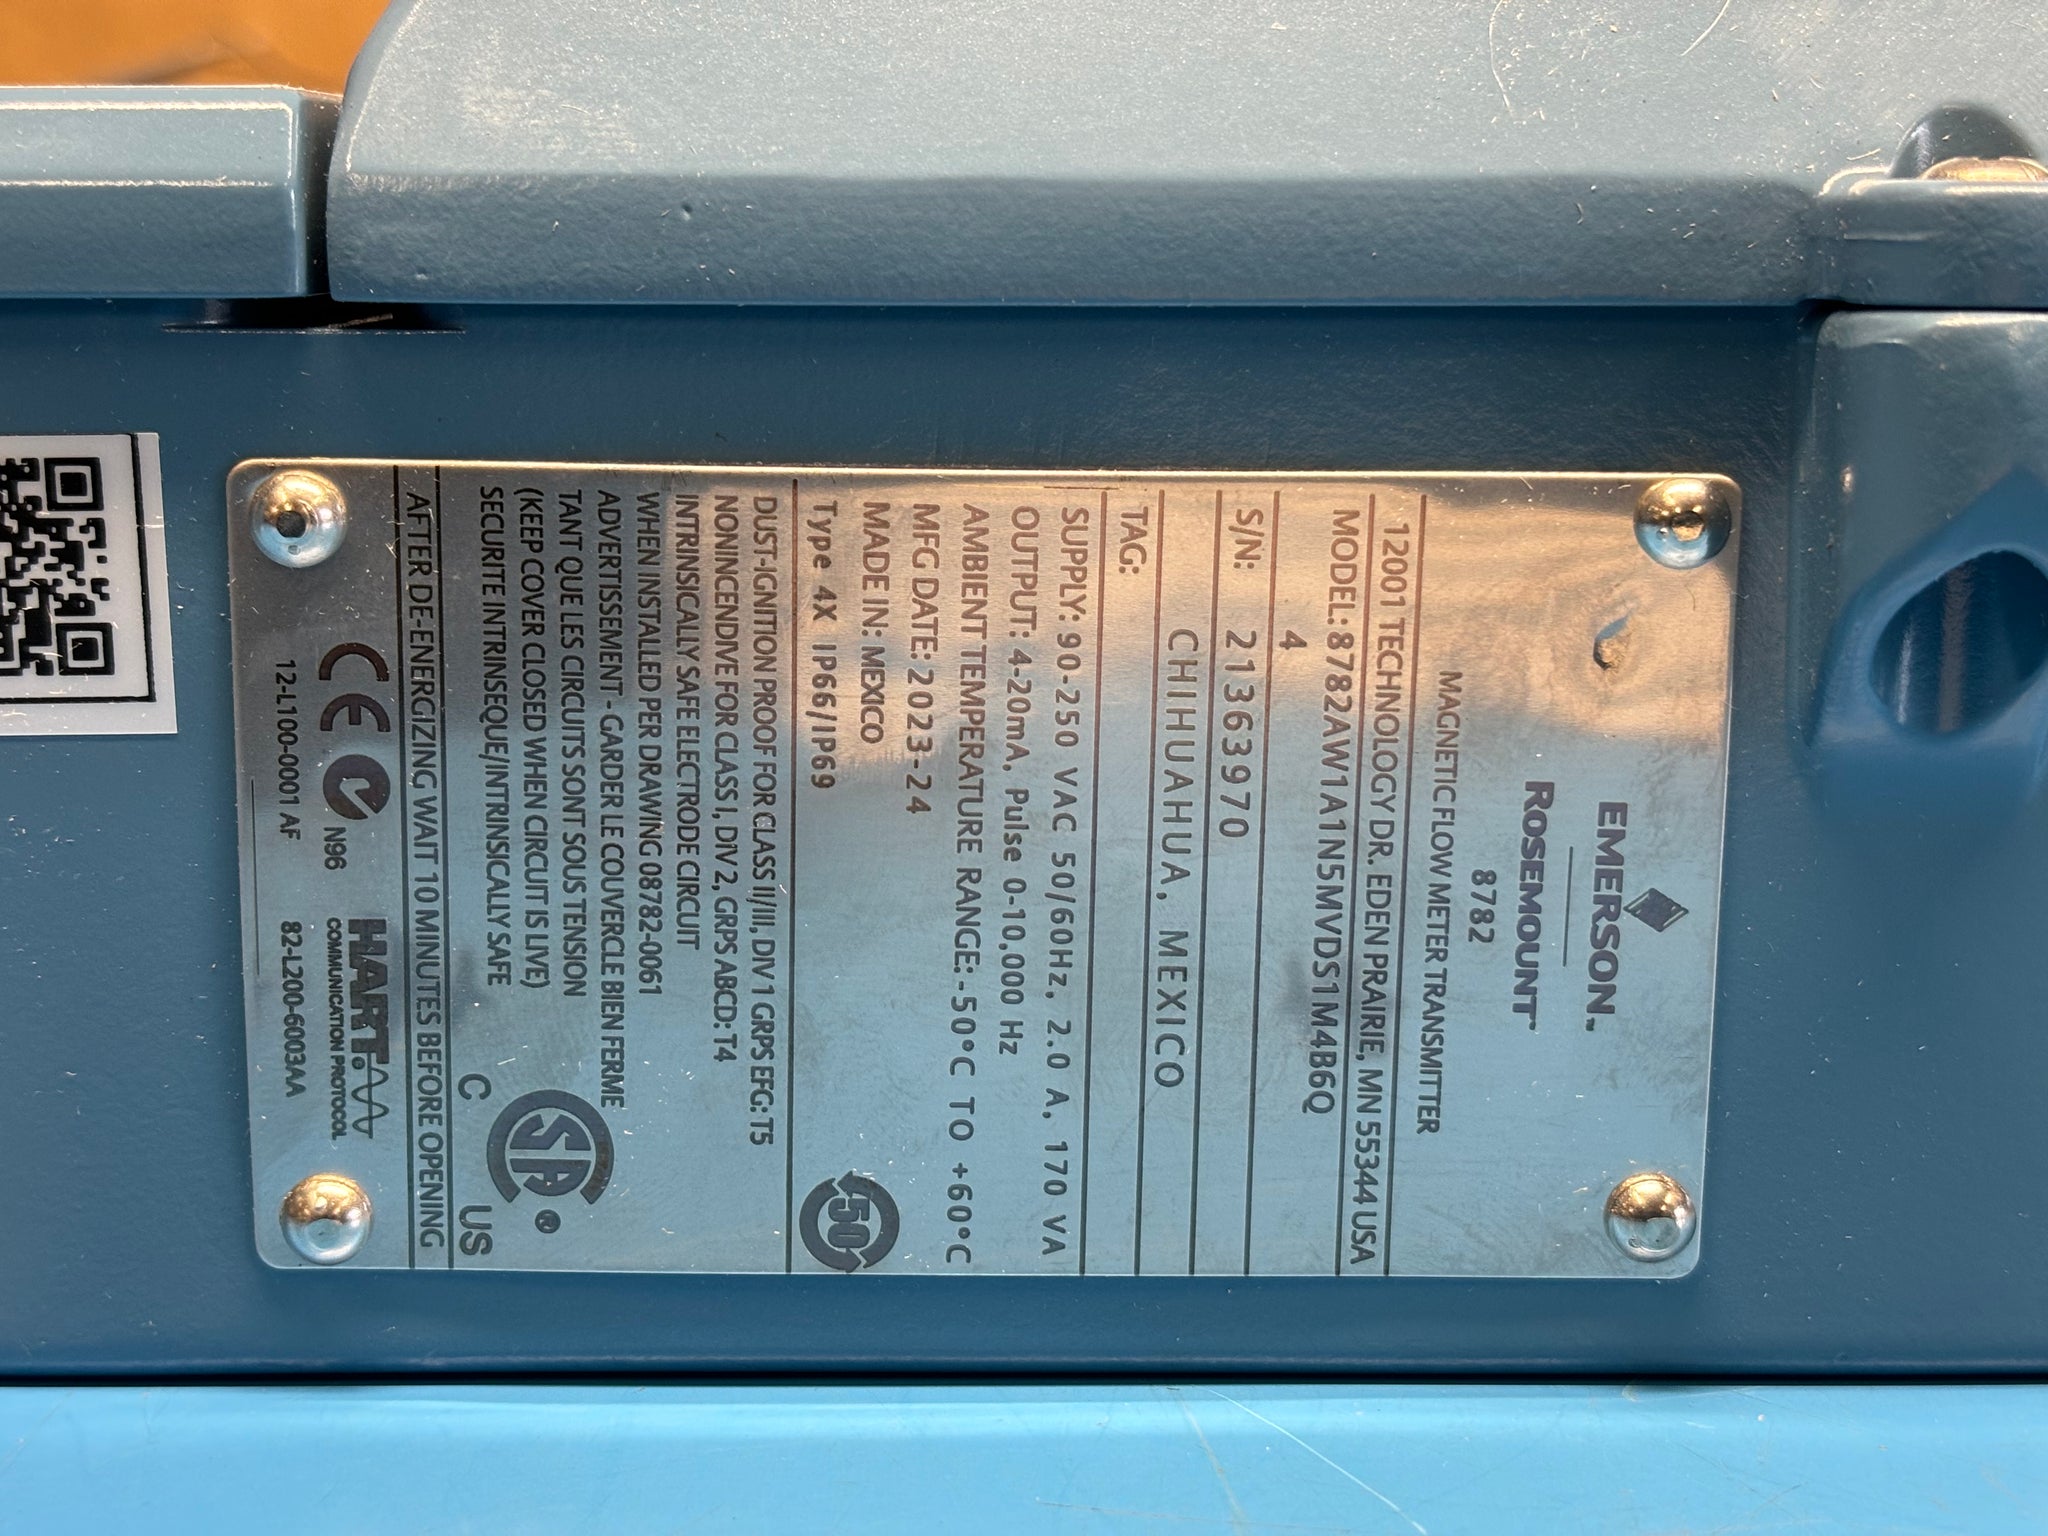 EMERSON™
ROSEMOUNT™
8782
MAGNETIC FLOWMETER TRANSMITTER
12001 TECHNOLOGY DR. EDEN PRAIRIE, MN 55344 USA
MODEL: 8782AW1A1N5MVDS1M4B6Q
4
S/N: 21363970
CHIHUAHUA, MEXICO
TAG:
SUPPLY: 90-250 VAC 50/60Hz, 2.0 A, 170 VA
OUTPUT: 4-20mA, Pulse 0-10,000 Hz
AMBIENT TEMPERATURE RANGE: -50°C TO +60°C
MFG DATE: 2023-24
MADE IN: MEXICO
50
Type 4X IP66/IP69
DUST-IGNITION PROOF FOR CLASS II/III, DIV 1 GRPS EFG: T5
NONINCENDIVE FOR CLASS I, DIV 2, GRPS ABCD: T4
INTRINSICALLY SAFE ELECTRODE CIRCUIT
WHEN INSTALLED PER DRAWING 08782-0061
ADVERTISSEMENT - GARDER LE COUVERCLE BIEN FERME
TANT QUE LES CIRCUITS SONT SOUS TENSION
(KEEP COVER CLOSED WHEN CIRCUIT IS LIVE)
SECURITE INTRINSEQUE/INTRINSICALLY SAFE
C SA® US
AFTER DE-ENERGIZING, WAIT 10 MINUTES BEFORE OPENING
CE N96 HART
COMMUNICATION PROTOCOL
12-L1000-0001 AF 82-L200-6003AA